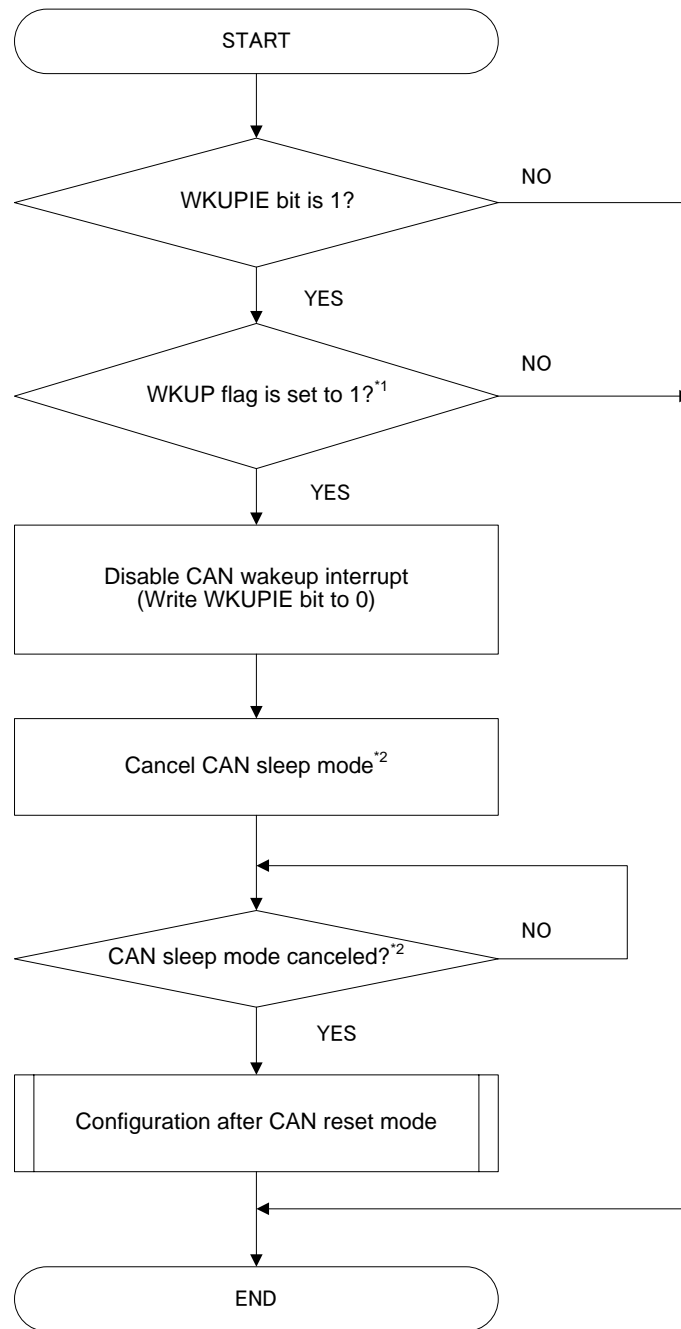 START
WKUPIE bit is 1?
NO
YES
WKUP flag is set to 1?*1
NO
YES
Disable CAN wakeup interrupt
(Write WKUPIE bit to 0)
Cancel CAN sleep mode*2
CAN sleep mode canceled?*2
NO
YES
Configuration after CAN reset mode
END